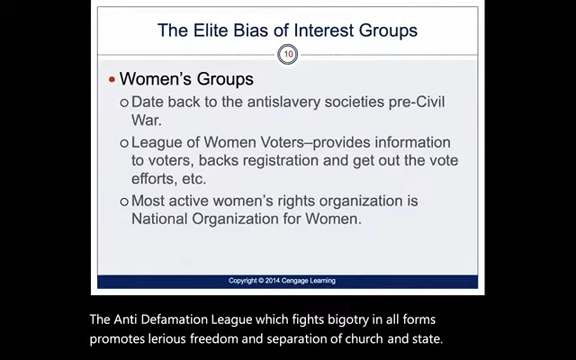 The Elite Bias of Interest Groups
10
• Women's Groups
o Date back to the antislavery societies pre-Civil
War.
o League of Women Voters–provides information
to voters, backs registration and get out the vote
efforts, etc.
o Most active women's rights organization is
National Organization for Women.
Copyright © 2014 Cengage Learning
The Anti Defamation League which fights bigotry in all forms
promotes lerious freedom and separation of church and state.